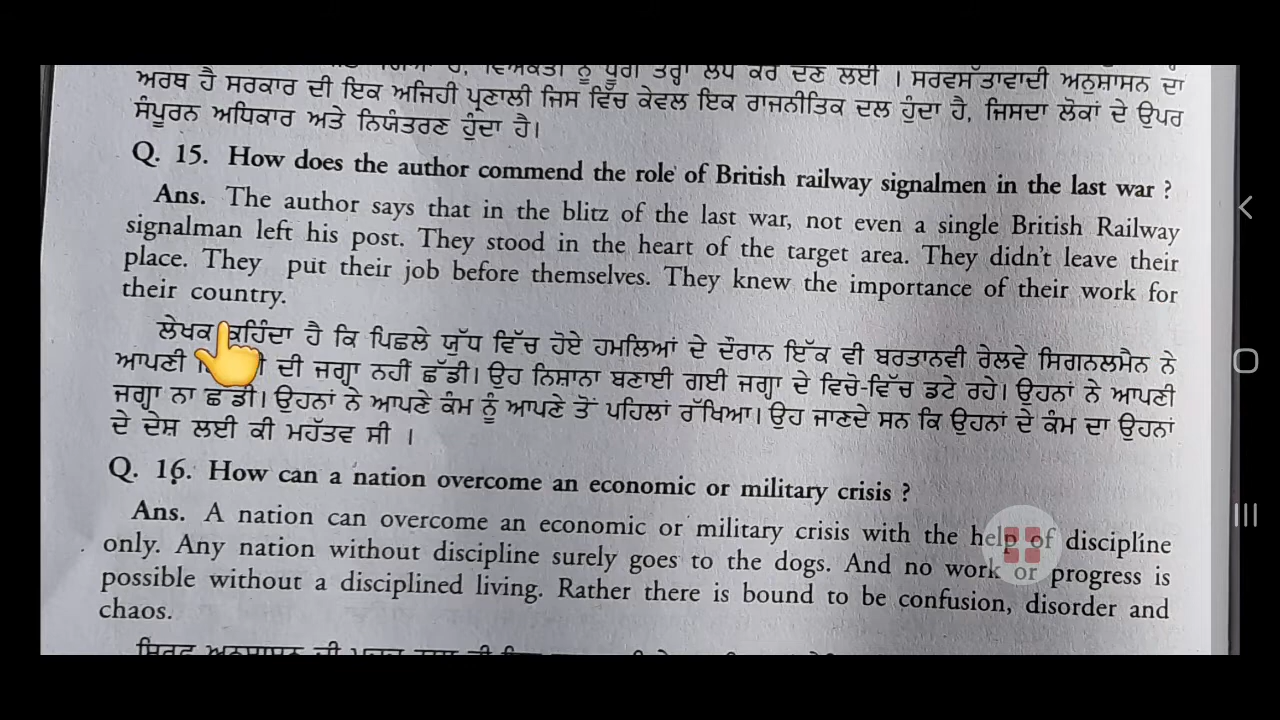 ਅਰਥ ਹੈ ਸਰਕਾਰ ਦੀ ਇਕ ਅਜਿਹੀ ਪ੍ਰਣਾਲੀ ਜਿਸ ਵਿੱਚ ਕੇਵਲ ਇਕ ਰਾਜਨੀਤਿਕ ਦਲ ਹੁੰਦਾ ਹੈ, ਜਿਸਦਾ ਲੋਕਾਂ ਦੇ ਉਪਰ
ਸੰਪੂਰਨ ਅਧਿਕਾਰ ਅਤੇ ਨਿਯੰਤਰਣ ਹੁੰਦਾ ਹੈ।
Q. 15. How does the author commend the role of British railway signalmen in the last war ?
Ans. The author says that in the blitz of the last war, not even a single British Railway
signalman left his post. They stood in the heart of the target area. They didn't leave their
place. They put their job before themselves. They knew the importance of their work for
their country.
ਲੇਖਕ ਕਹਿੰਦਾ ਹੈ ਕਿ ਪਿਛਲੇ ਯੁੱਧ ਵਿੱਚ ਹੋਏ ਹਮਲਿਆਂ ਦੇ ਦੌਰਾਨ ਇੱਕ ਵੀ ਬਰਤਾਨਵੀ ਰੇਲਵੇ ਸਿਗਨਲਮੈਨ ਨੇ
ਆਪਣੀ ਦੀ ਜਗ੍ਹਾ ਨਹੀਂ ਛੱਡੀ। ਉਹ ਨਿਸ਼ਾਨਾ ਬਣਾਈ ਗਈ ਜਗ੍ਹਾ ਦੇ ਵਿਚੋ-ਵਿੱਚ ਡਟੇ ਰਹੇ। ਉਹਨਾਂ ਨੇ ਆਪਣੀ
ਜਗ੍ਹਾ ਨਾ ਛੱਡੀ। ਉਹਨਾਂ ਨੇ ਆਪਣੇ ਕੰਮ ਨੂੰ ਆਪਣੇ ਤੋਂ ਪਹਿਲਾਂ ਰੱਖਿਆ। ਉਹ ਜਾਣਦੇ ਸਨ ਕਿ ਉਹਨਾਂ ਦੇ ਕੰਮ ਦਾ ਉਹਨਾਂ
ਦੇ ਦੇਸ਼ ਲਈ ਕੀ ਮਹੱਤਵ ਸੀ ।
Q. 16. How can a nation overcome an economic or military crisis ?
Ans. A nation can overcome an economic or military crisis with the help of discipline
only. Any nation without discipline surely goes to the dogs. And no work or progress is
possible without a disciplined living. Rather there is bound to be confusion, disorder and
chaos.